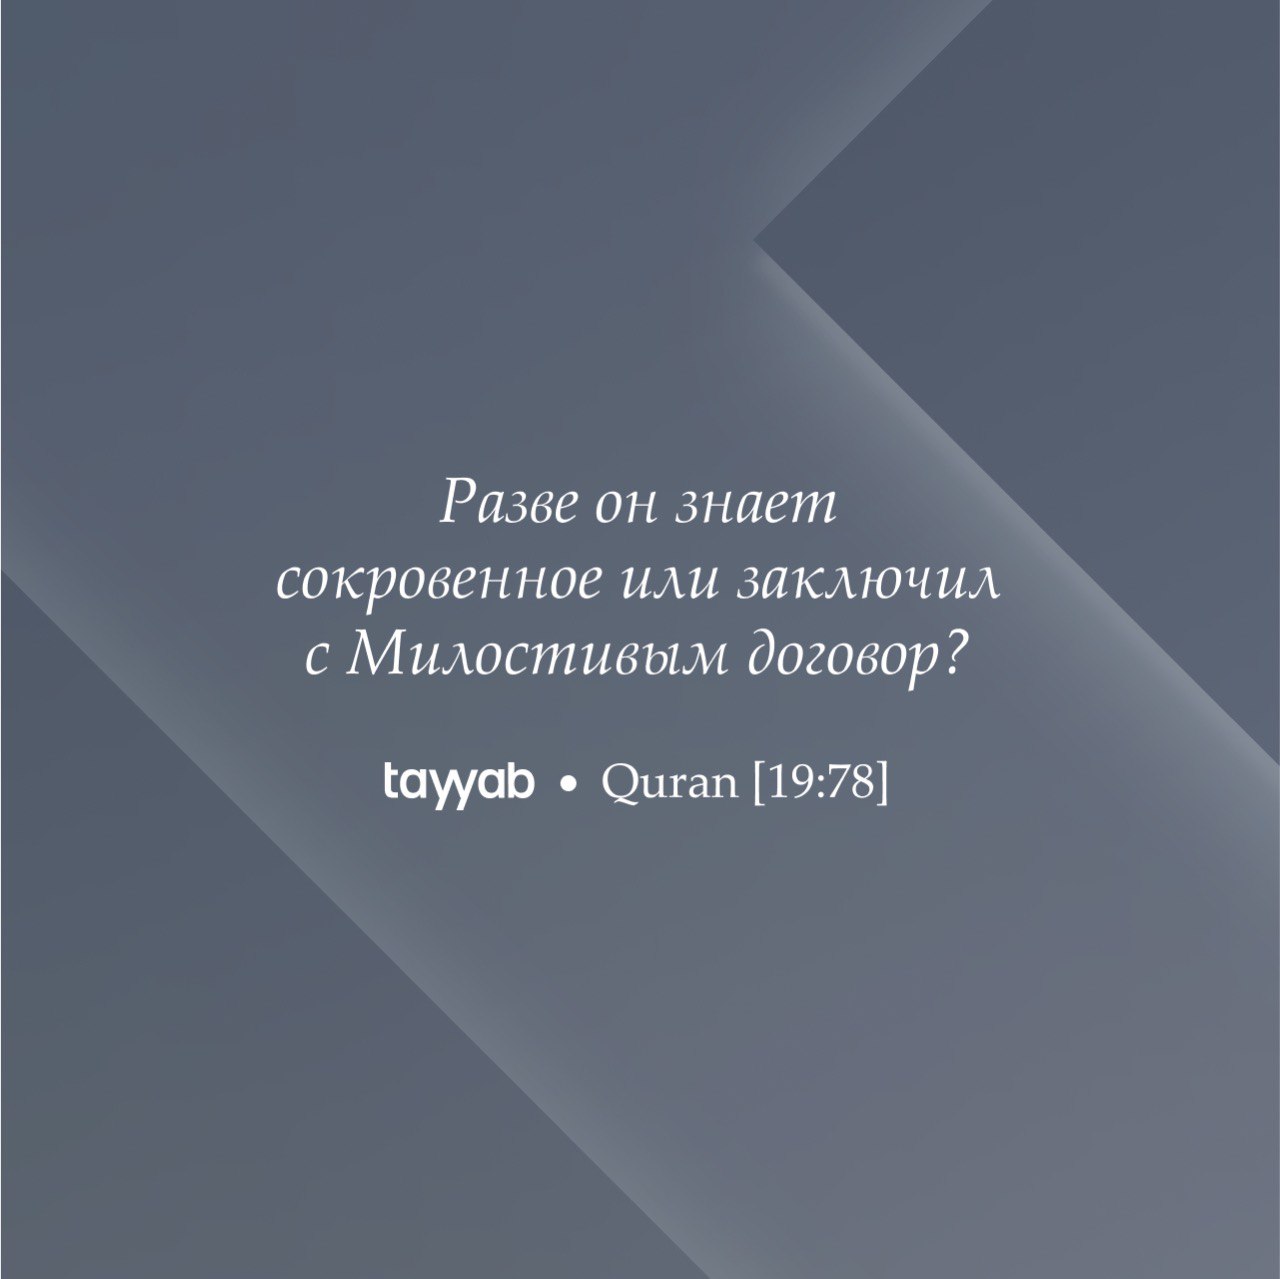 Разве он знает
сокровенное или заключил
с Милостивым договор?
tayyab • Quran [19:78]